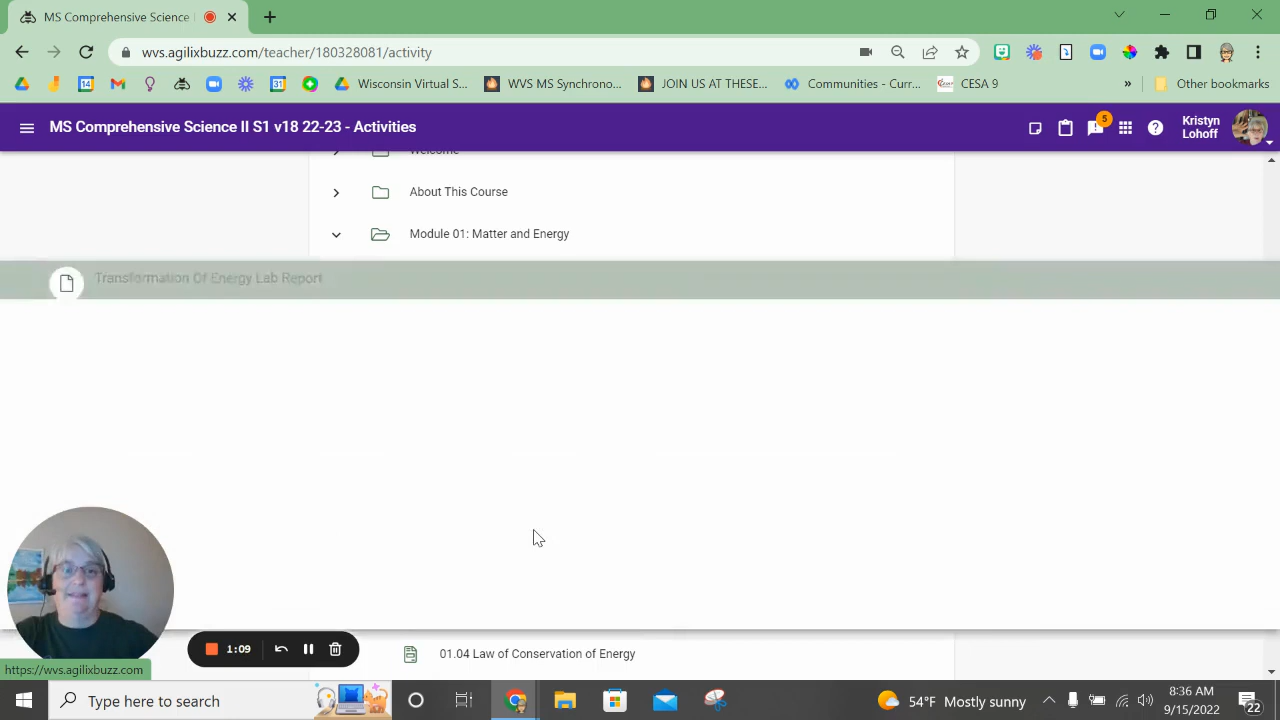 MS Comprehensive Science
wvs.agilixbuzz.com/teacher/180328081/activity
Wisconsin Virtual S...
WVS MS Synchrono...
JOIN US AT THESE...
Communities - Curr...
CESA 9
»
Other bookmarks
MS Comprehensive Science II S1 v18 22-23 - Activities
5
Kristyn
Lohoff
Welcome
About This Course
Module 01: Matter and Energy
Transformation Of Energy Lab Report
1:09
01.04 Law of Conservation of Energy
https://wvs.agilixbuzz.com
Type here to search
54°F Mostly sunny
8:36 AM
9/15/2022
22